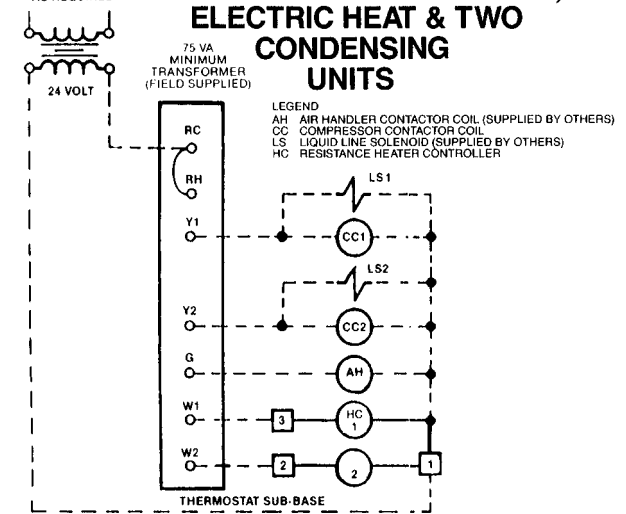 ELECTRIC HEAT & TWO
CONDENSING
UNITS
75 VA
MINIMUM
TRANSFORMER
(FIELD SUPPLIED)
24 VOLT
LEGEND
AH AIR HANDLER CONTACTOR COIL (SUPPLIED BY OTHERS)
CC COMPRESSOR CONTACTOR COIL
LS LIQUID LINE SOLENOID (SUPPLIED BY OTHERS)
HC RESISTANCE HEATER CONTROLLER
RC
RH
LS1
Y1
CC1
LS2
Y2
CC2
G
AH
W1
3
HC
1
W2
2
2
1
THERMOSTAT SUB-BASE